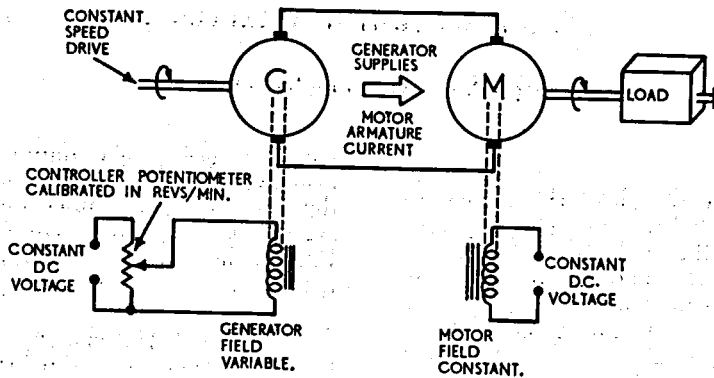 CONSTANT.
SPEED
DRIVE
G
GENERATOR
SUPPLIES
MOTOR
ARMATURE
CURRENT
M
LOAD
CONTROLLER POTENTIOMETER
CALIBRATED IN REVS/MIN.
CONSTANT
DC
VOLTAGE
GENERATOR
FIELD
VARIABLE.
MOTOR
FIELD
CONSTANT.
CONSTANT
D.C.
VOLTAGE